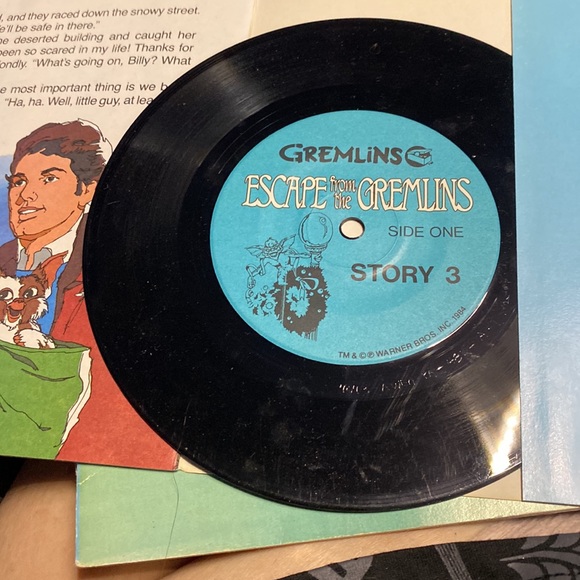 and they raced down the snowy street.
e'll be safe in there."
he deserted building and caught her
been so scared in my life! Thanks for
ondly. "What's going on, Billy? What
e most important thing is we
"Ha, ha. Well, little guy, at
GREMLINS
ESCAPE from the GREMLINS
SIDE ONE
STORY 3
TM & © ℗ WARNER BROS. INC. 1984